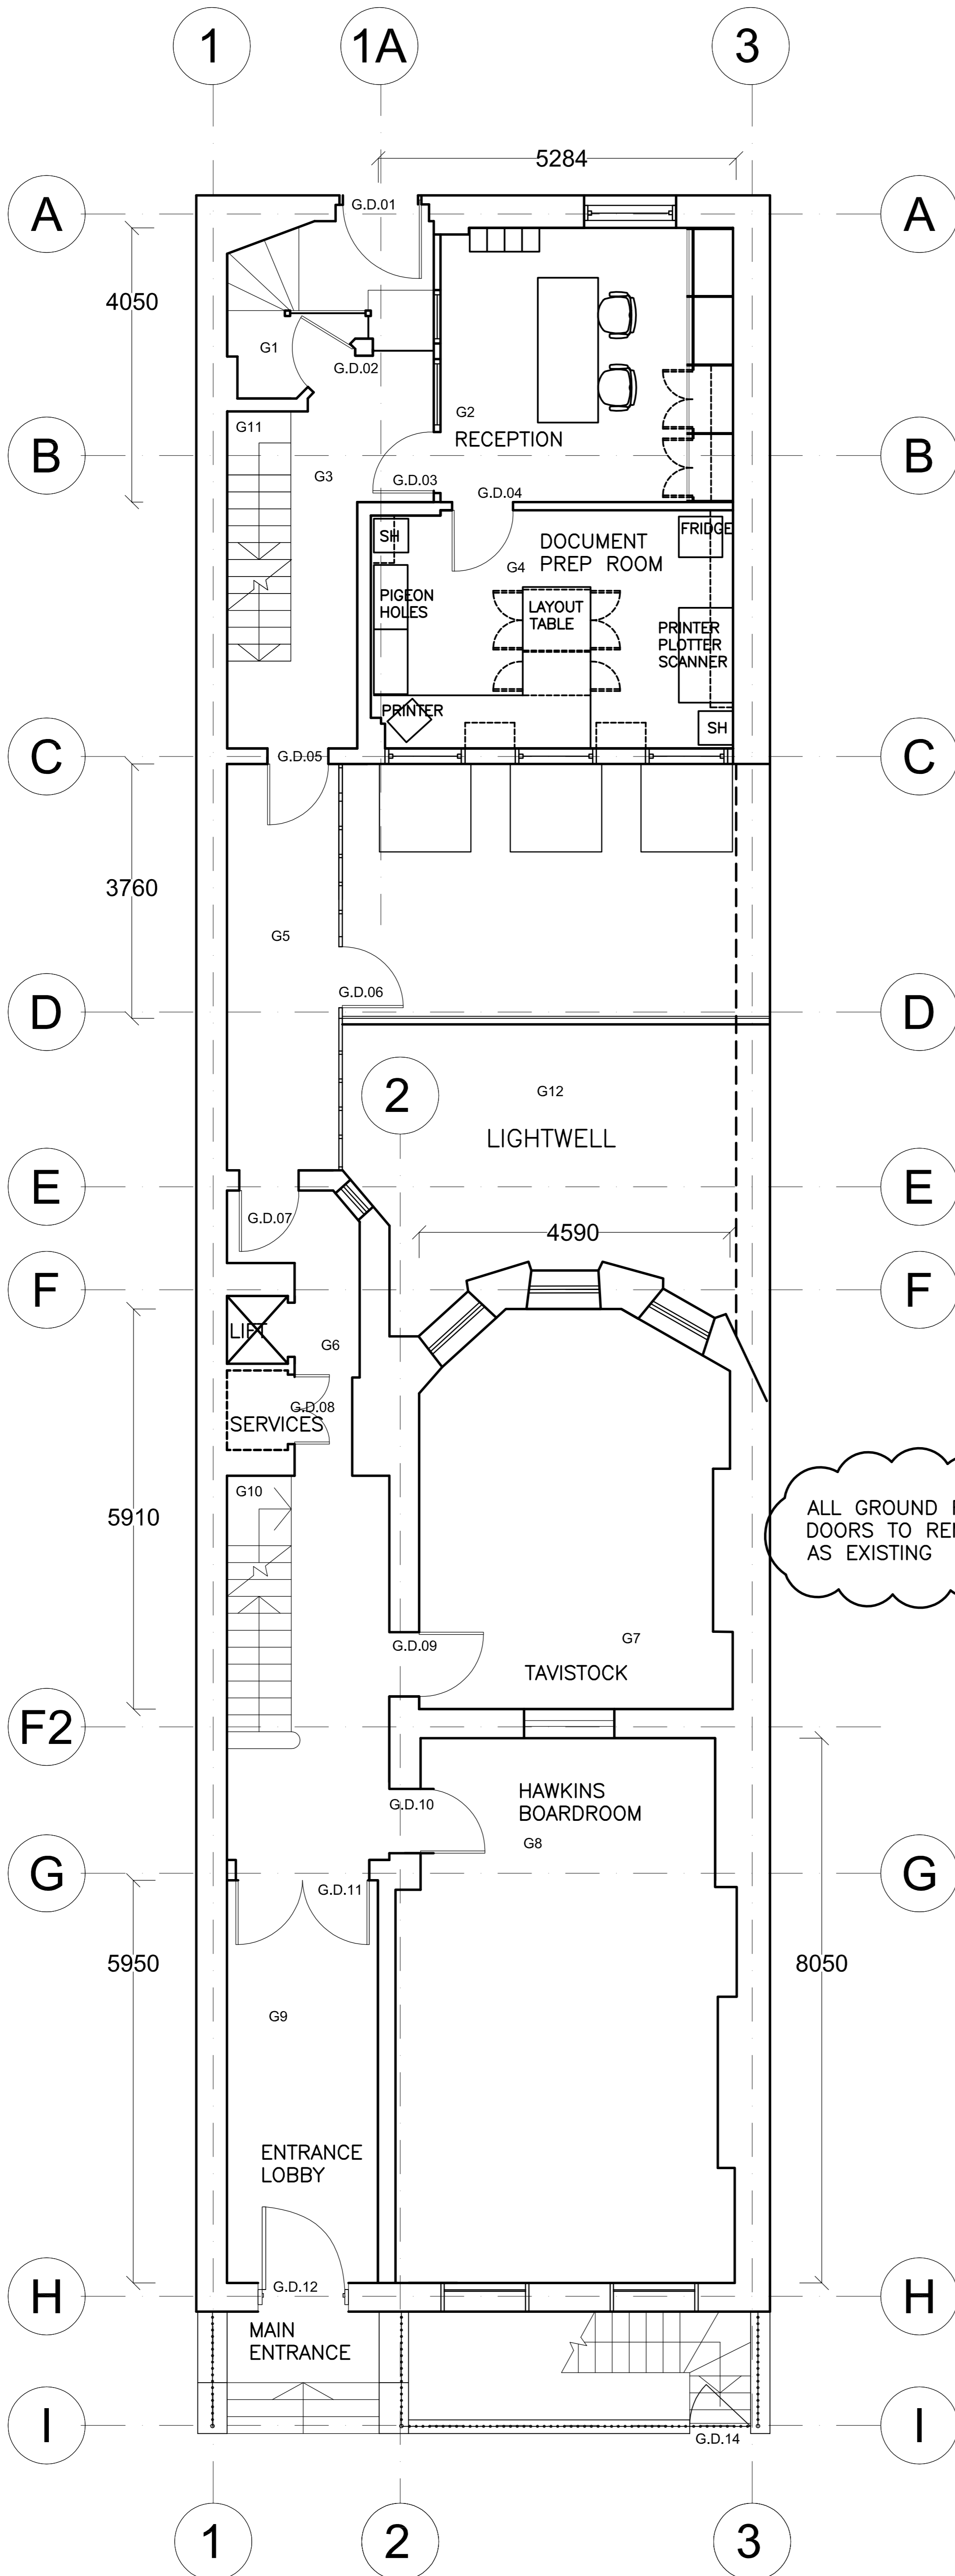 1
1A
3
5284
A
G.D.01
A
4050
G1
G.D.02
G2
RECEPTION
G11
B
B
G3
G.D.03
G.D.04
SH
DOCUMENT
PREP ROOM
FRIDGE
G4
PIGEON
HOLES
LAYOUT
TABLE
PRINTER
PLOTTER
SCANNER
PRINTER
SH
C
G.D.05
C
3760
G5
G.D.06
D
D
2
G12
LIGHTWELL
E
E
G.D.07
4590
F
F
LIFT
G6
G.D.08
SERVICES
G10
5910
ALL GROUND
DOORS TO
AS EXISTING
G7
G.D.09
TAVISTOCK
F2
HAWKINS
BOARDROOM
G.D.10
G8
G
G
G.D.11
5950
8050
G9
ENTRANCE
LOBBY
H
G.D.12
H
MAIN
ENTRANCE
I
I
G.D.14
1
2
3